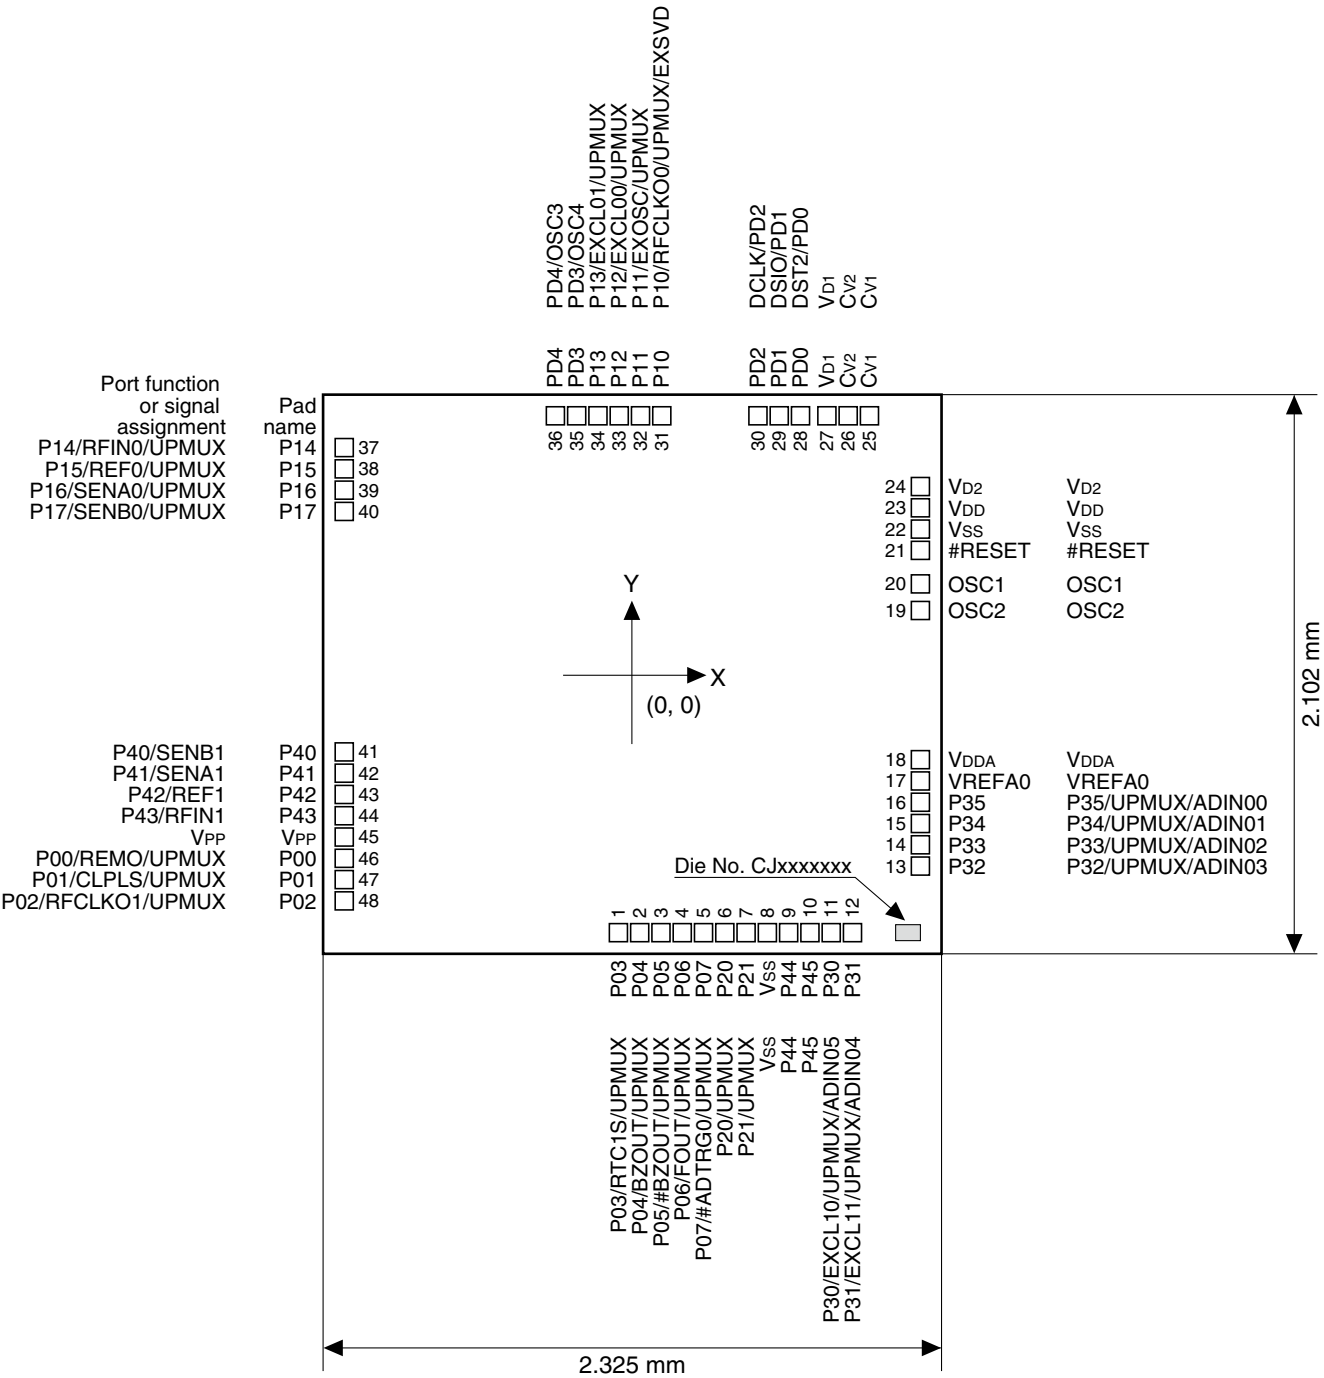 PD4/OSC3
PD3/OSC4
P13/EXCL01/UPMUX
P12/EXCL00/UPMUX
P11/EXOSC/UPMUX
P10/RFCLKO0/UPMUX/EXSVD
DCLK/PD2
DSIO/PD1
DST2/PD0
VD1
CV2
CV1
PD4
PD3
P13
P12
P11
P10
PD2
PD1
PD0
VD1
CV2
CV1
36
35
34
33
32
31
30
29
28
27
26
25
Port function
or signal
assignment
Pad
name
P14/RFIN0/UPMUX P14 37
P15/REF0/UPMUX P15 38
P16/SENA0/UPMUX P16 39
P17/SENB0/UPMUX P17 40
24 VD2 VD2
23 VDD VDD
22 VSS VSS
21 #RESET #RESET
20 OSC1 OSC1
19 OSC2 OSC2
Y
X
(0, 0)
2.102 mm
P40/SENB1 P40 41
P41/SENA1 P41 42
P42/REF1 P42 43
P43/RFIN1 P43 44
VPP VPP 45
P00/REMO/UPMUX P00 46
P01/CLPLS/UPMUX P01 47
P02/RFCLKO1/UPMUX P02 48
18 VDDA VDDA
17 VREFA0 VREFA0
16 P35 P35/UPMUX/ADIN00
15 P34 P34/UPMUX/ADIN01
14 P33 P33/UPMUX/ADIN02
13 P32 P32/UPMUX/ADIN03
Die No. CJxxxxxxx
1
2
3
4
5
6
7
8
9
10
11
12
P03
P04
P05
P06
P07
P20
P21
VSS
P44
P45
P30
P31
P03/RTC1S/UPMUX
P04/BZOUT/UPMUX
P05/#BZOUT/UPMUX
P06/FOUT/UPMUX
P07/#ADTRG0/UPMUX
P20/UPMUX
P21/UPMUX
VSS
P44
P45
P30/EXCL10/UPMUX/ADIN05
P31/EXCL11/UPMUX/ADIN04
2.325 mm